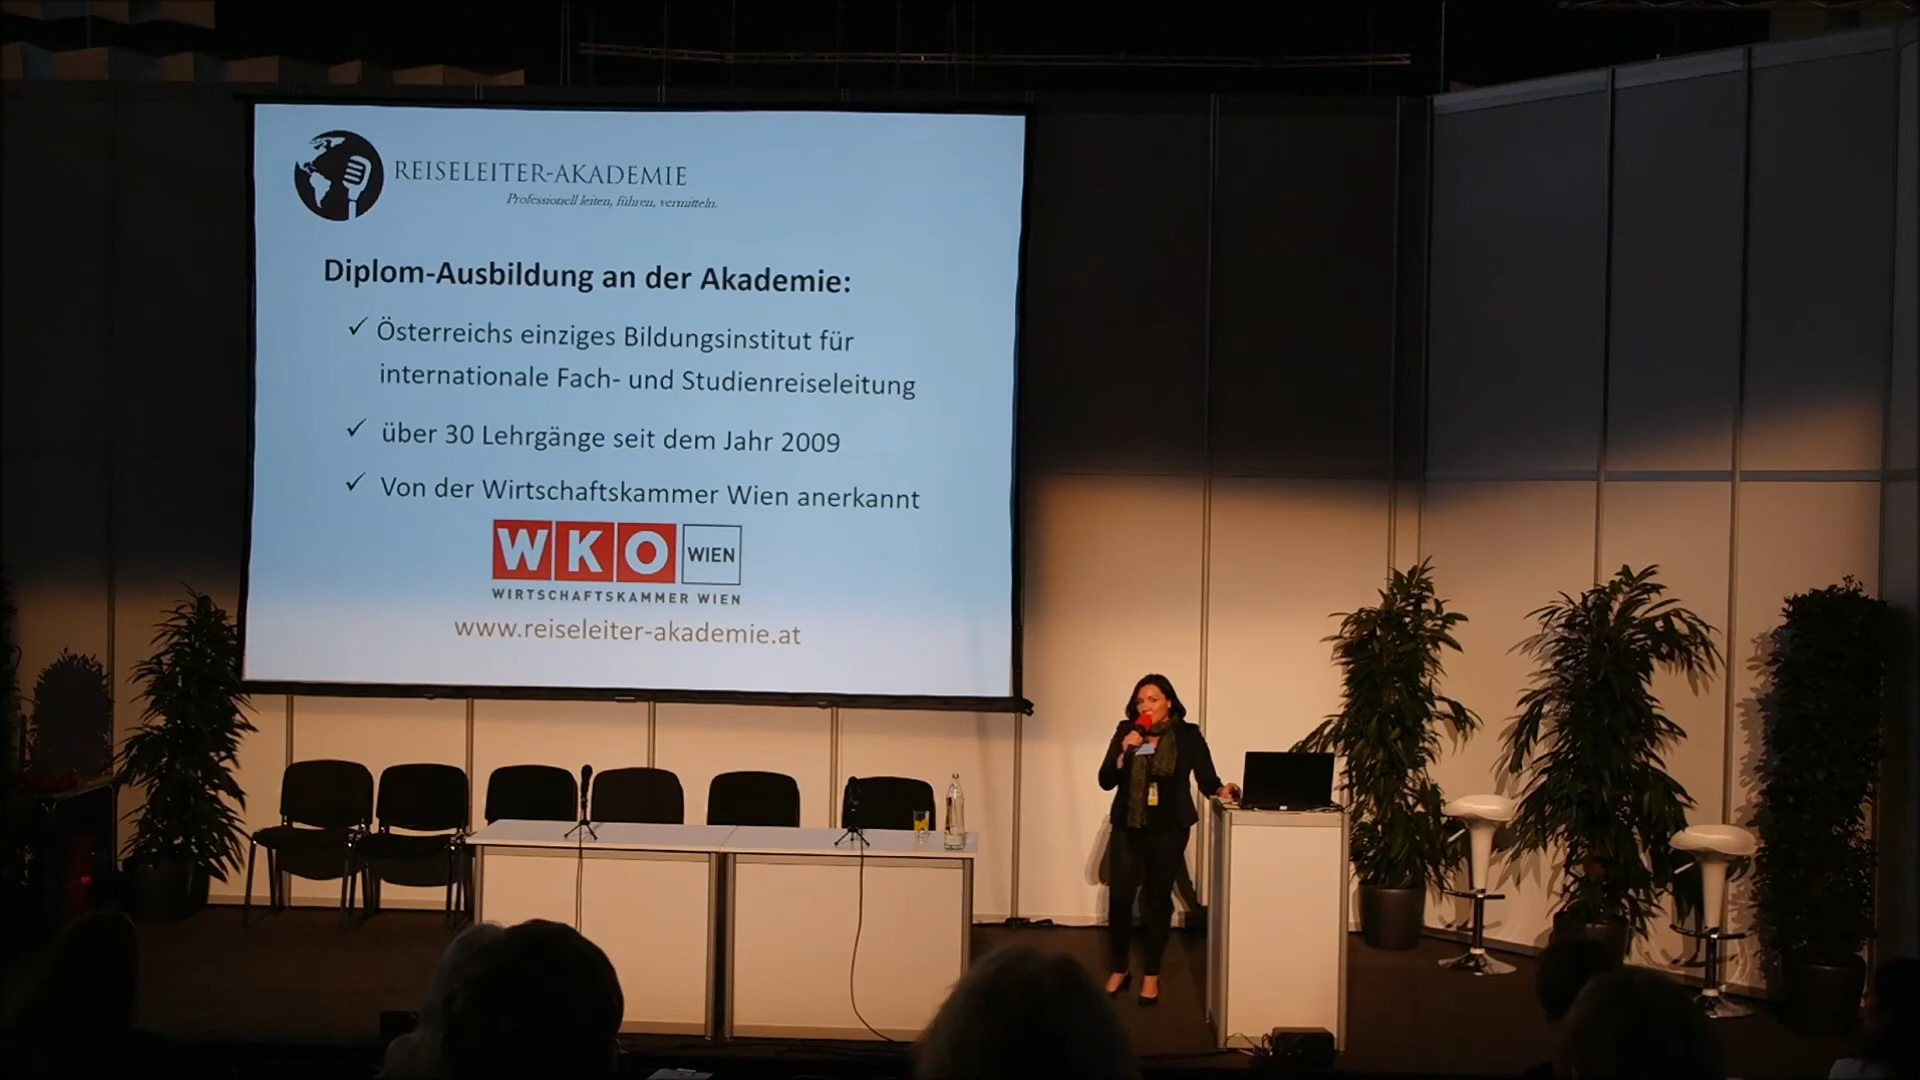 REISELEITER-AKADEMIE
Professionell leiten, führen, vermitteln.
Diplom-Ausbildung an der Akademie:
✓ Österreichs einziges Bildungsinstitut für
internationale Fach- und Studienreiseleitung
✓ über 30 Lehrgänge seit dem Jahr 2009
✓ Von der Wirtschaftskammer Wien anerkannt
WKO WIEN
WIRTSCHAFTSKAMMER WIEN
www.reiseleiter-akademie.at